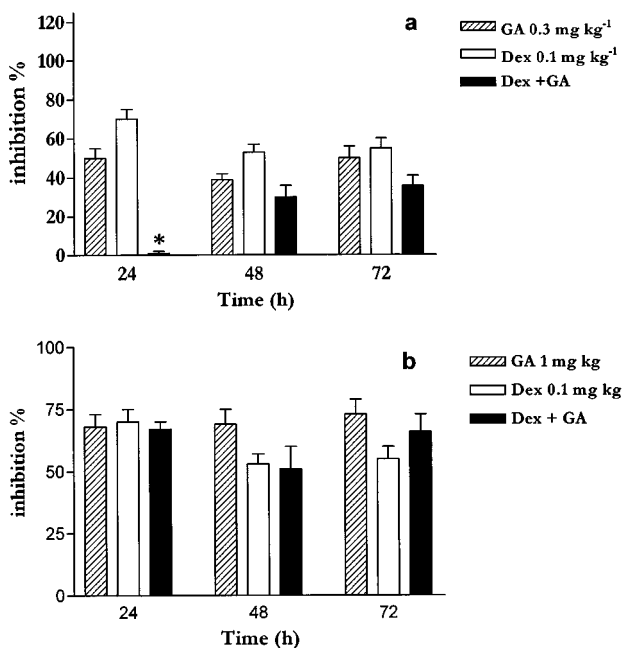 a
GA 0.3 mg kg⁻¹
Dex 0.1 mg kg⁻¹
Dex +GA
inhibition %
120
100
80
60
40
20
0
*
24
48
72
Time (h)
b
GA 1 mg kg
Dex 0.1 mg kg
Dex + GA
inhibition %
100
75
50
25
0
24
48
72
Time (h)